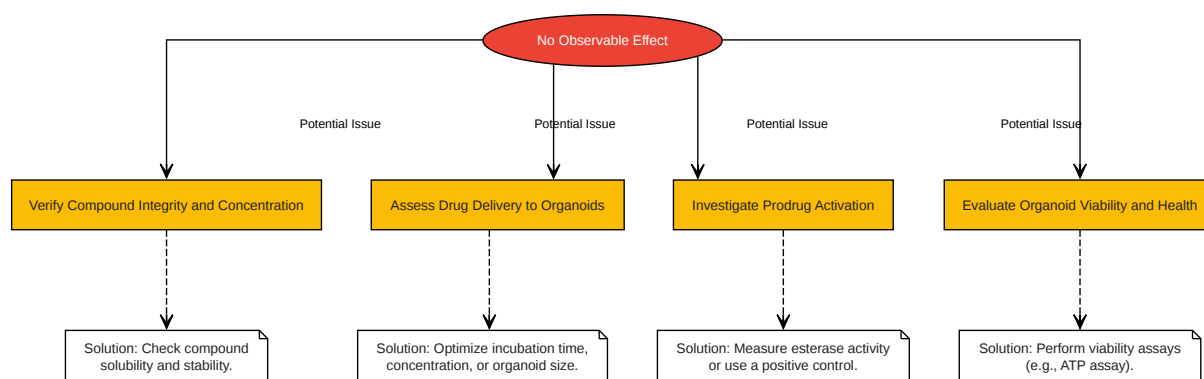 No Observable Effect
Potential Issue
Potential Issue
Potential Issue
Potential Issue
Verify Compound Integrity and Concentration
Assess Drug Delivery to Organoids
Investigate Prodrug Activation
Evaluate Organoid Viability and Health
Solution: Check compound
solubility and stability.
Solution: Optimize incubation time,
concentration, or organoid size.
Solution: Measure esterase activity
or use a positive control.
Solution: Perform viability assays
(e.g., ATP assay).